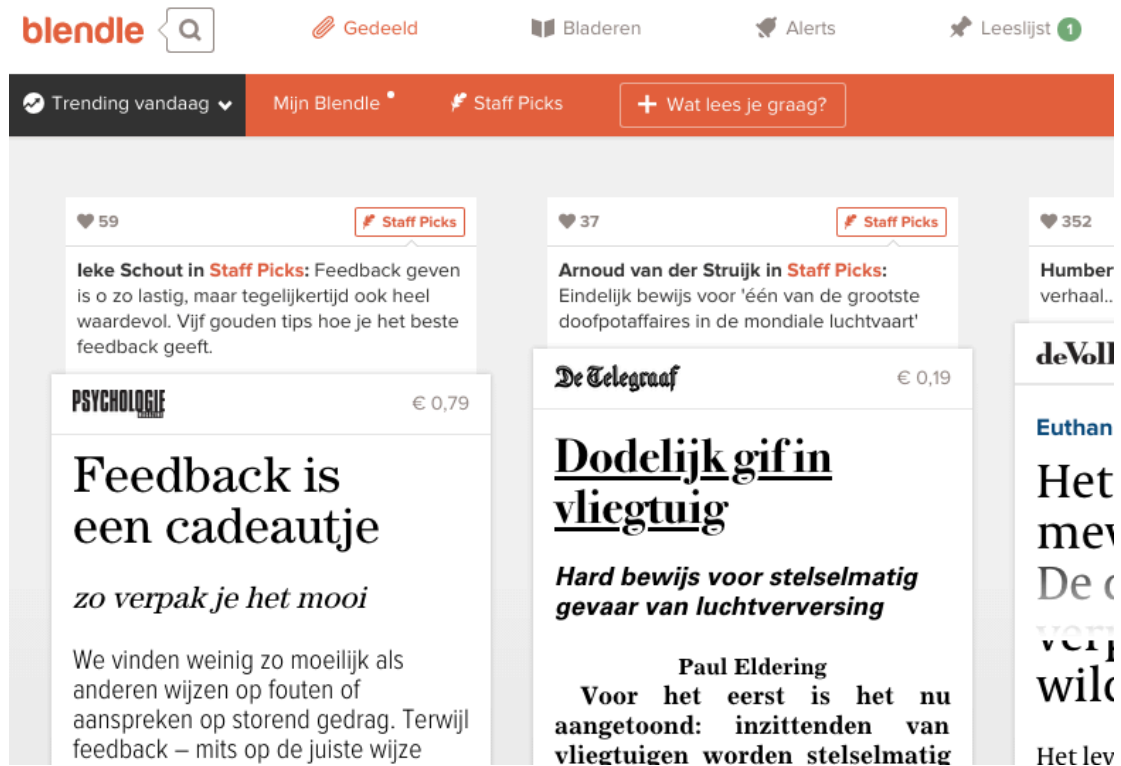 blendle
Gedeeld
Bladeren
Alerts
Leeslijst 1
Trending vandaag
Mijn Blendle
Staff Picks
+ Wat lees je graag?
59
Staff Picks
Ieke Schout in Staff Picks: Feedback geven
is o zo lastig, maar tegelijkertijd ook heel
waardevol. Vijf gouden tips hoe je het beste
feedback geeft.
PSYCHOLOGIE
€ 0,79
Feedback is
een cadeautje
zo verpak je het mooi
We vinden weinig zo moeilijk als
anderen wijzen op fouten of
aanspreken op storend gedrag. Terwijl
feedback – mits op de juiste wijze
37
Staff Picks
Arnoud van der Struijk in Staff Picks:
Eindelijk bewijs voor 'één van de grootste
doofpotaffaires in de mondiale luchtvaart'
De Telegraaf
€ 0,19
Dodelijk gif in
vliegtuig
Hard bewijs voor stelselmatig
gevaar van luchtverversing
Paul Eldering
Voor het eerst is het nu
aangetoond: inzittenden van
vliegtuigen worden stelselmatig
352
Humber
verhaal..
deVoll
Euthan
Het
De
wild
Het lev